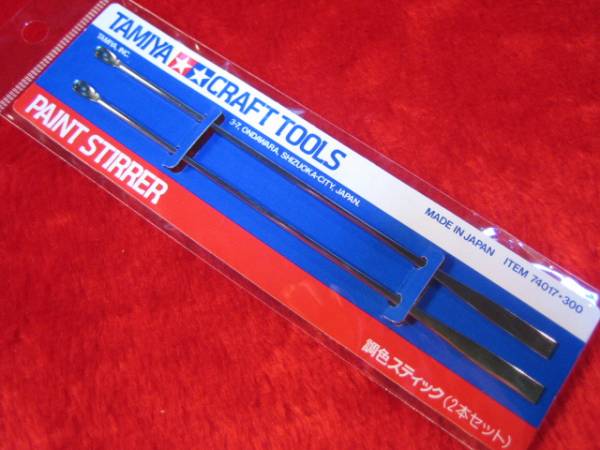 TAMIYA CRAFT TOOLS
TAMIYA, INC.
3-7, ONDAWARA, SHIZUOKA-CITY, JAPAN.
PAINT STIRRER
MADE IN JAPAN ITEM 74017・300
調色スティック(2本セット)